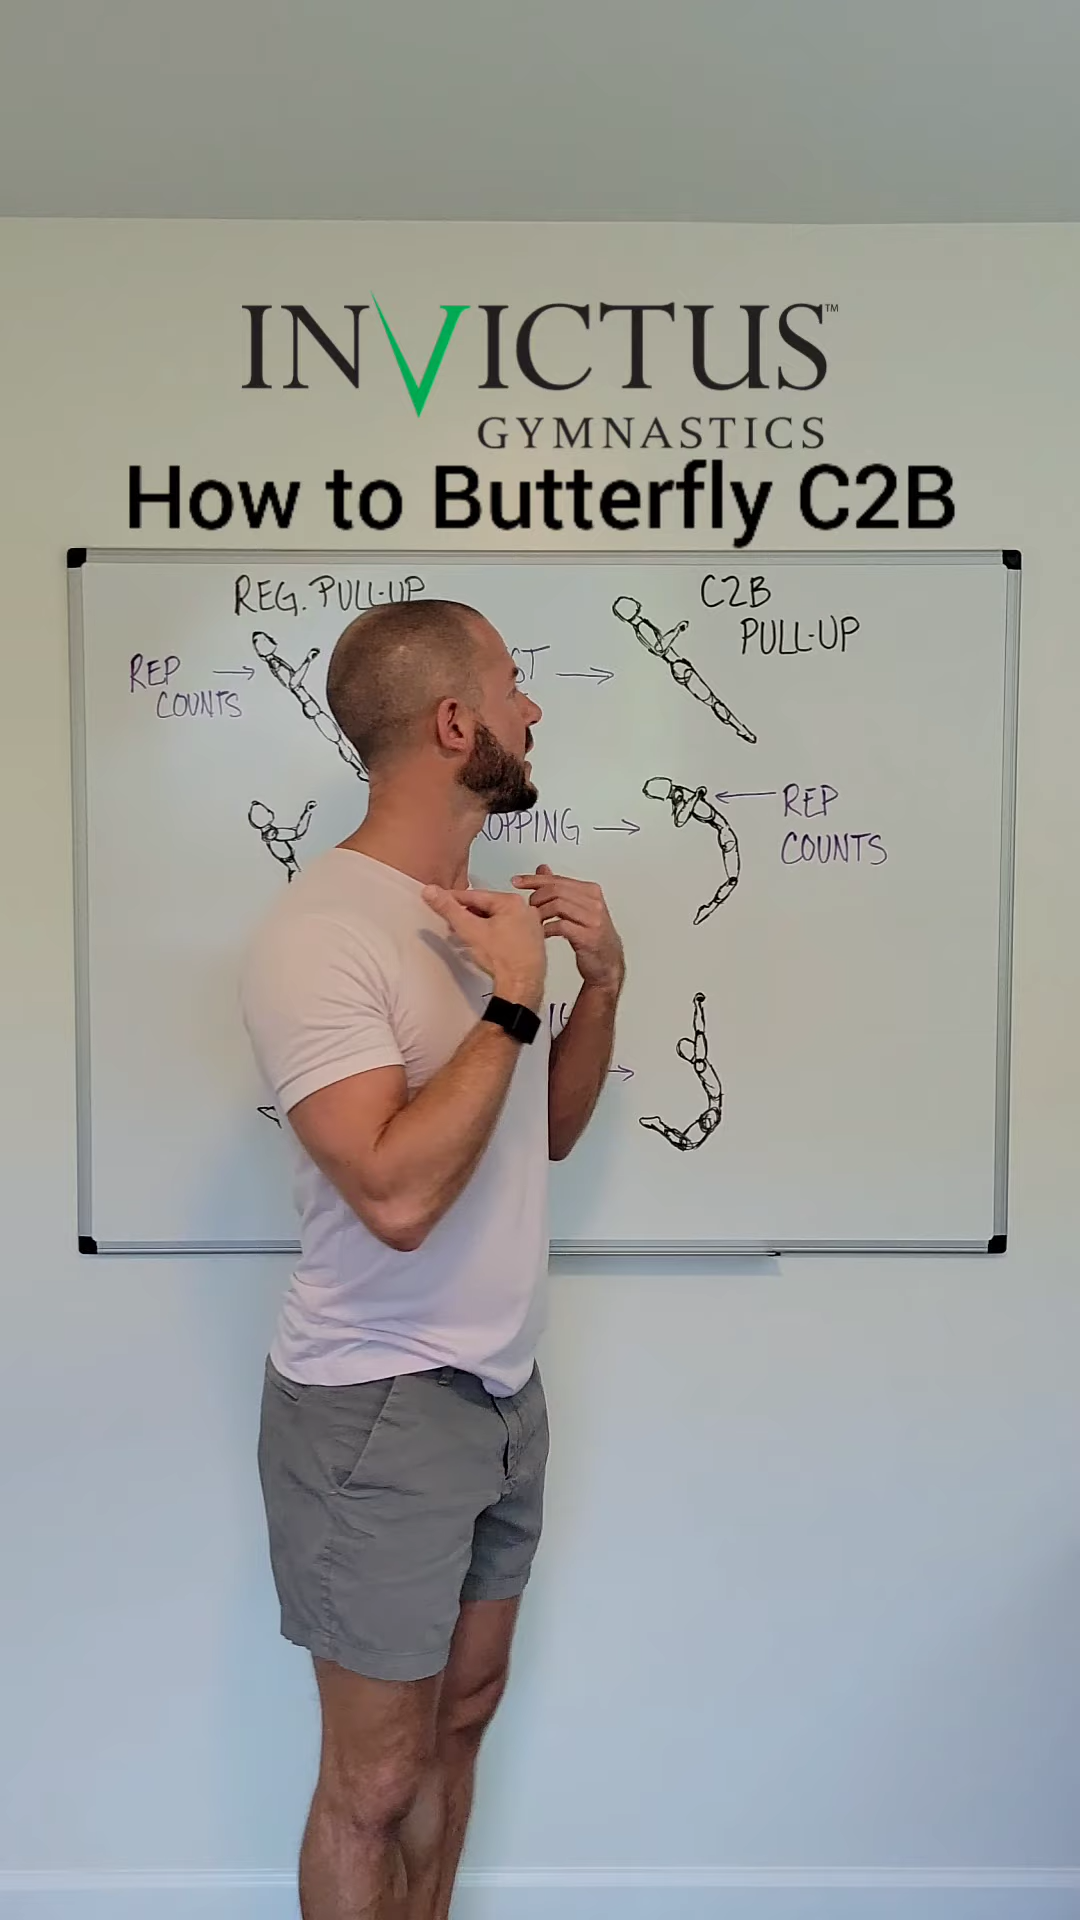 INVICTUS™
GYMNASTICS
How to Butterfly C2B
REG. PULL-UP
C2B
PULL-UP
REP
COUNTS
REP
COUNTS